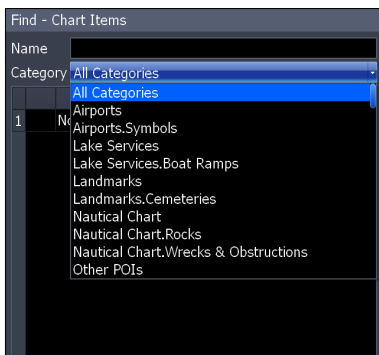 Find - Chart Items
Name
Category All Categories
All Categories
Airports
1 No
Airports.Symbols
Lake Services
Lake Services.Boat Ramps
Landmarks
Landmarks.Cemeteries
Nautical Chart
Nautical Chart.Rocks
Nautical Chart.Wrecks & Obstructions
Other POIs